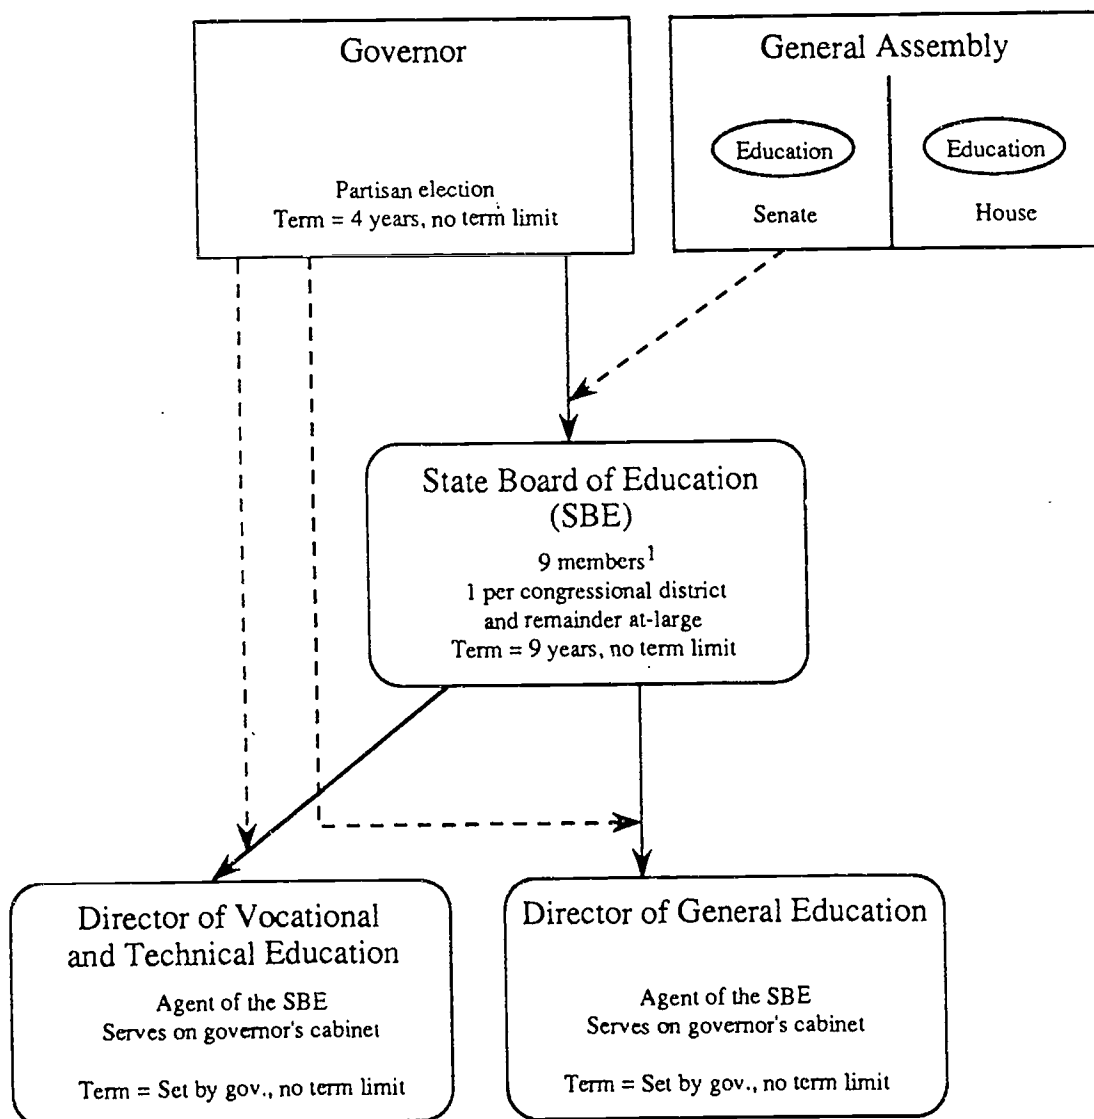 Governor
Partisan election
Term = 4 years, no term limit
General Assembly
Education
Senate
Education
House
State Board of Education
(SBE)
9 members¹
1 per congressional district
and remainder at-large
Term = 9 years, no term limit
Director of Vocational
and Technical Education
Agent of the SBE
Serves on governor's cabinet
Term = Set by gov., no term limit
Director of General Education
Agent of the SBE
Serves on governor's cabinet
Term = Set by gov., no term limit